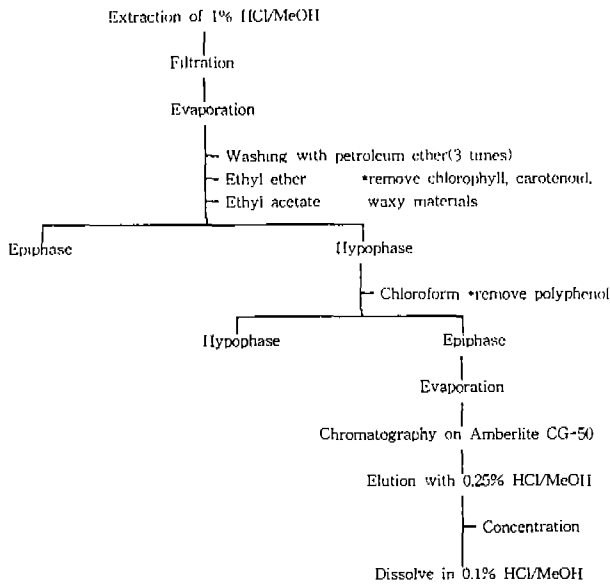 Extraction of 1% HCl/MeOH
Filtration
Evaporation
Washing with petroleum ether(3 times)
Ethyl ether *remove chlorophyll, carotenoid,
Ethyl acetate waxy materials
Epiphase Hypophase
Chloroform *remove polyphenol
Hypophase Epiphase
Evaporation
Chromatography on Amberlite CG-50
Elution with 0.25% HCl/MeOH
Concentration
Dissolve in 0.1% HCl/MeOH